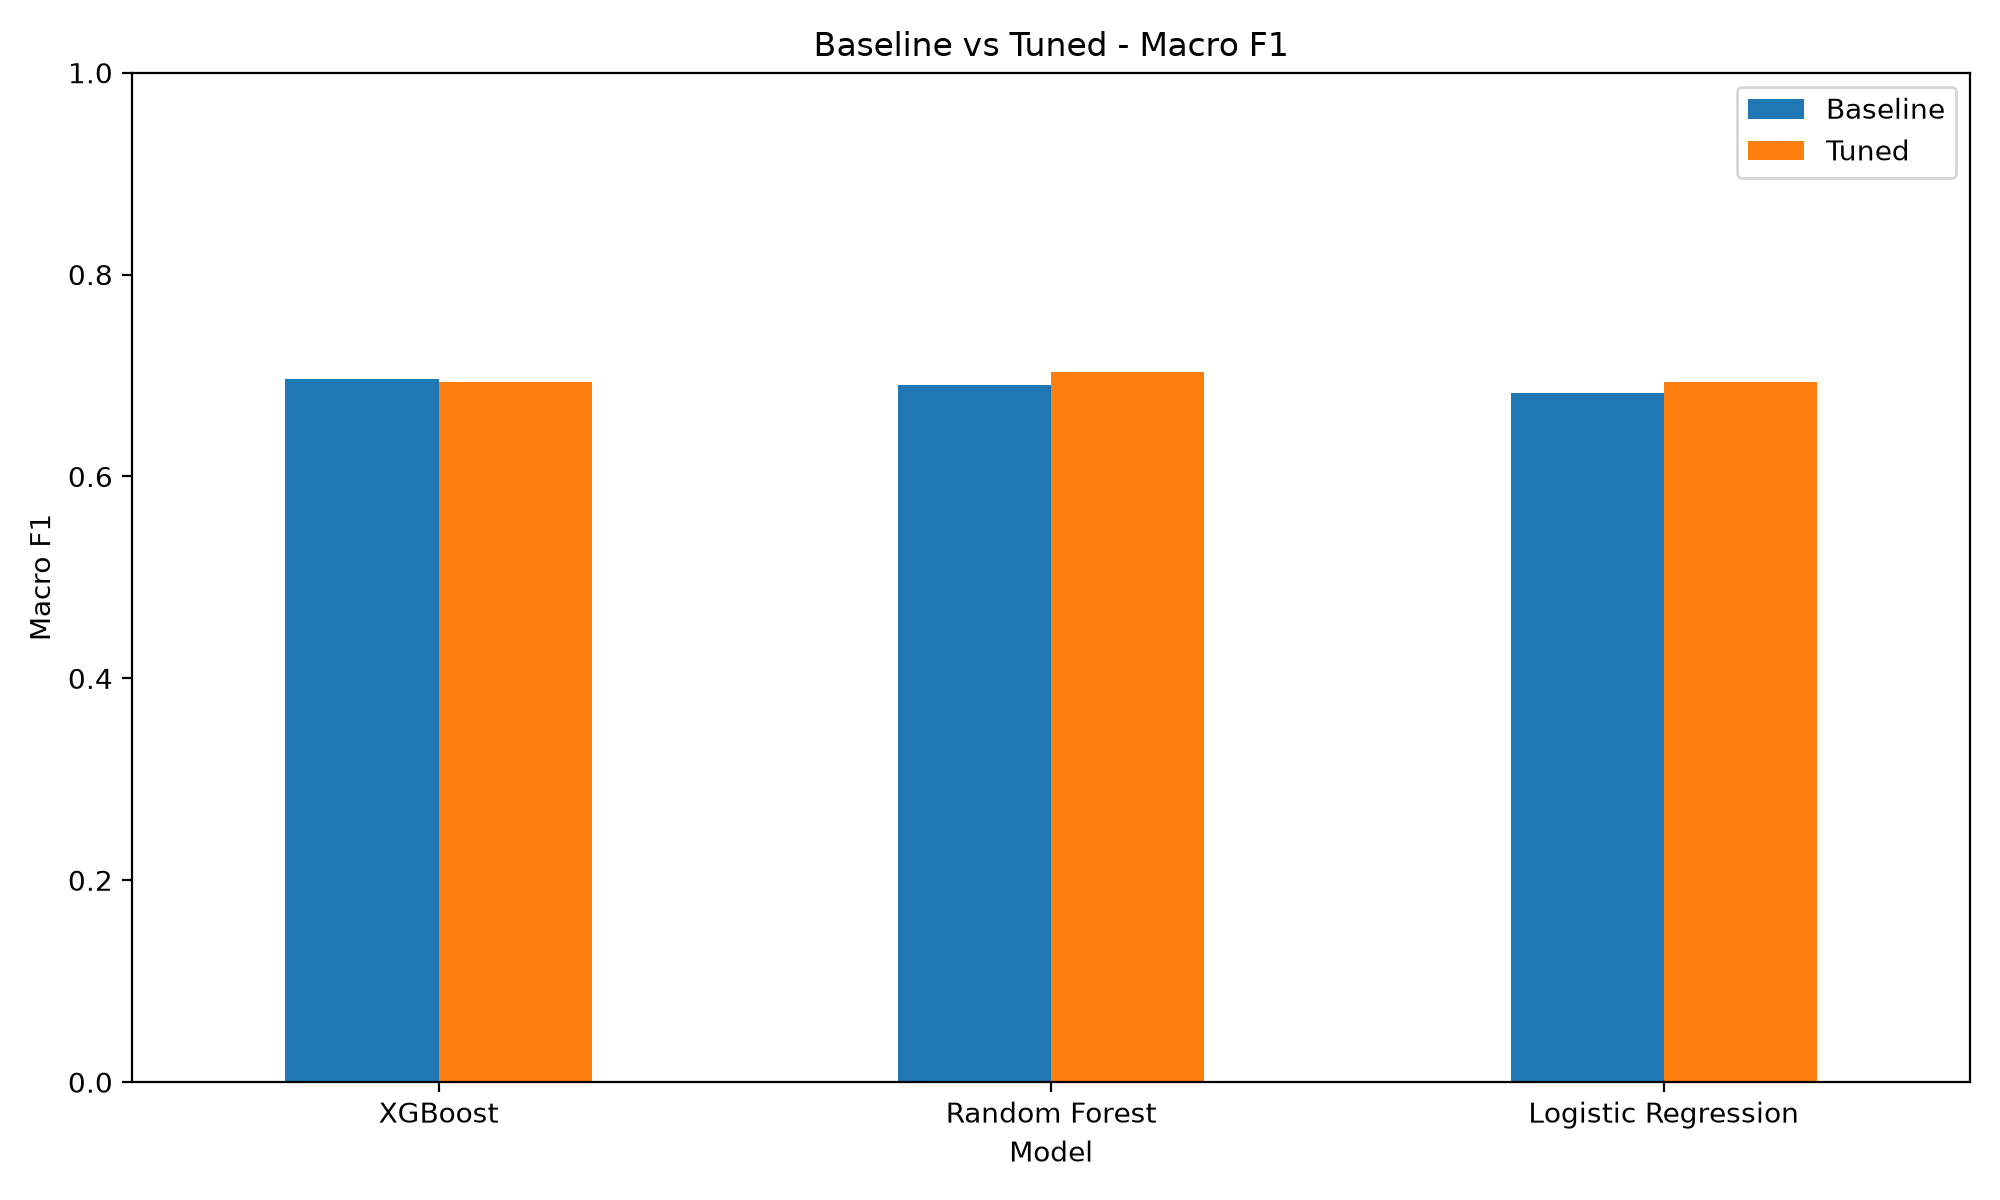 Baseline vs Tuned - Macro F1
1.0
0.8
0.6
0.4
0.2
0.0
Macro F1
Baseline
Tuned
XGBoost
Random Forest
Logistic Regression
Model